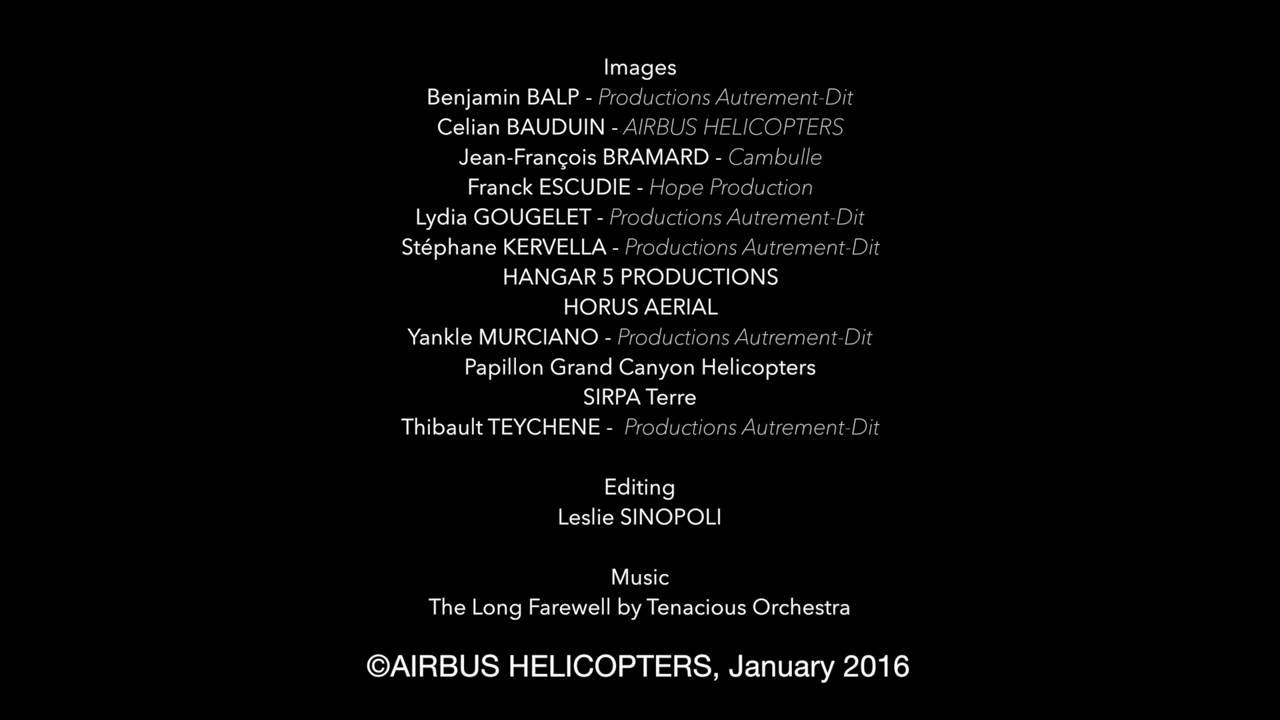 Images
Benjamin BALP - Productions Autrement-Dit
Celian BAUDUIN - AIRBUS HELICOPTERS
Jean-François BRAMARD - Cambulle
Franck ESCUDIE - Hope Production
Lydia GOUGELET - Productions Autrement-Dit
Stéphane KERVELLA - Productions Autrement-Dit
HANGAR 5 PRODUCTIONS
HORUS AERIAL
Yankle MURCIANO - Productions Autrement-Dit
Papillon Grand Canyon Helicopters
SIRPA Terre
Thibault TEYCHENE - Productions Autrement-Dit
Editing
Leslie SINOPOLI
Music
The Long Farewell by Tenacious Orchestra
©AIRBUS HELICOPTERS, January 2016